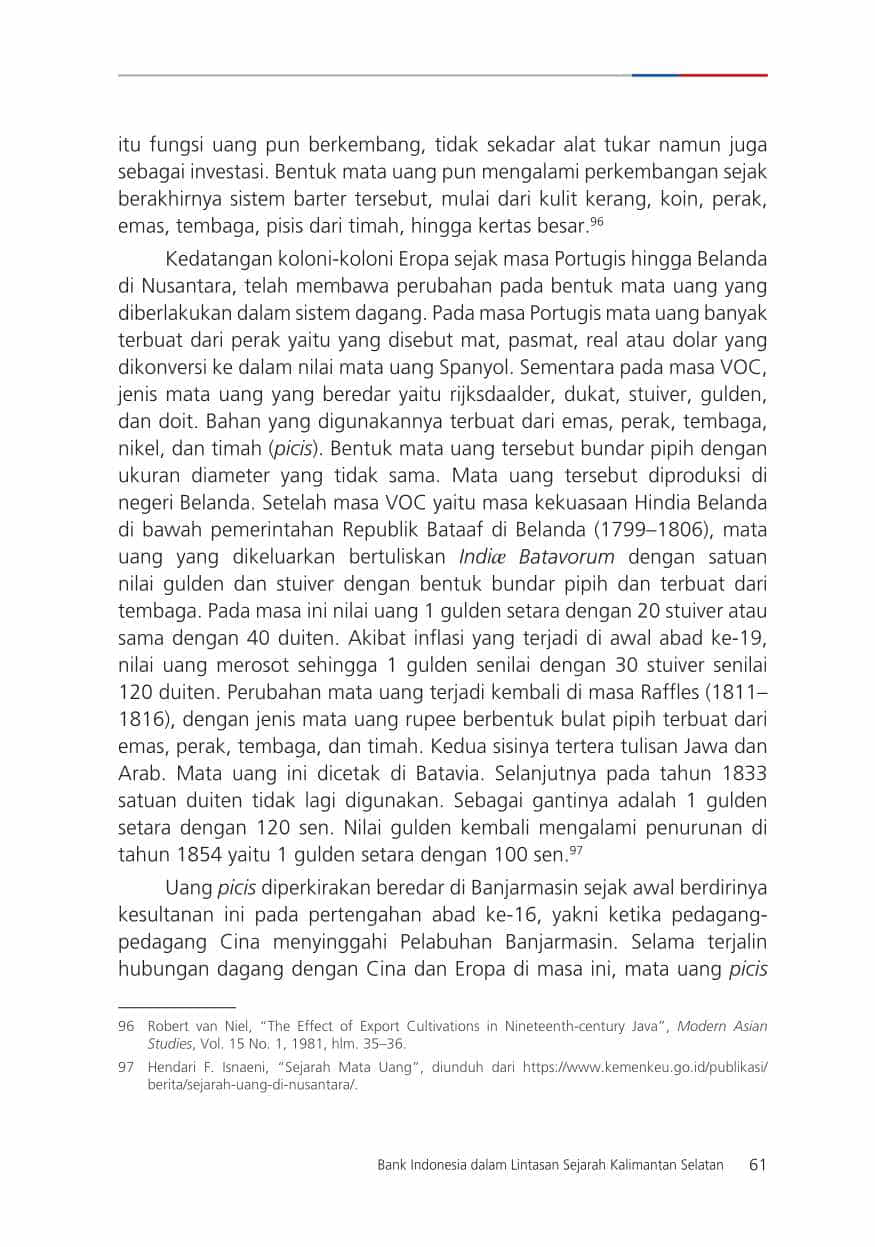 itu fungsi uang pun berkembang, tidak sekadar alat tukar namun juga
sebagai investasi. Bentuk mata uang pun mengalami perkembangan sejak
berakhirnya sistem barter tersebut, mulai dari kulit kerang, koin, perak,
emas, tembaga, pisis dari timah, hingga kertas besar.96
Kedatangan koloni-koloni Eropa sejak masa Portugis hingga Belanda
di Nusantara, telah membawa perubahan pada bentuk mata uang yang
diberlakukan dalam sistem dagang. Pada masa Portugis mata uang banyak
terbuat dari perak yaitu yang disebut mat, pasmat, real atau dolar yang
dikonversi ke dalam nilai mata uang Spanyol. Sementara pada masa VOC,
jenis mata uang yang beredar yaitu rijksdaalder, dukat, stuiver, gulden,
dan doit. Bahan yang digunakannya terbuat dari emas, perak, tembaga,
nikel, dan timah (picis). Bentuk mata uang tersebut bundar pipih dengan
ukuran diameter yang tidak sama. Mata uang tersebut diproduksi di
negeri Belanda. Setelah masa VOC yaitu masa kekuasaan Hindia Belanda
di bawah pemerintahan Republik Bataaf di Belanda (1799–1806), mata
uang yang dikeluarkan bertuliskan Indiæ Batavorum dengan satuan
nilai gulden dan stuiver dengan bentuk bundar pipih dan terbuat dari
tembaga. Pada masa ini nilai uang 1 gulden setara dengan 20 stuiver atau
sama dengan 40 duiten. Akibat inflasi yang terjadi di awal abad ke-19,
nilai uang merosot sehingga 1 gulden senilai dengan 30 stuiver senilai
120 duiten. Perubahan mata uang terjadi kembali di masa Raffles (1811–
1816), dengan jenis mata uang rupee berbentuk bulat pipih terbuat dari
emas, perak, tembaga, dan timah. Kedua sisinya tertera tulisan Jawa dan
Arab. Mata uang ini dicetak di Batavia. Selanjutnya pada tahun 1833
satuan duiten tidak lagi digunakan. Sebagai gantinya adalah 1 gulden
setara dengan 120 sen. Nilai gulden kembali mengalami penurunan di
tahun 1854 yaitu 1 gulden setara dengan 100 sen.97
Uang picis diperkirakan beredar di Banjarmasin sejak awal berdirinya
kesultanan ini pada pertengahan abad ke-16, yakni ketika pedagang-
pedagang Cina menyinggahi Pelabuhan Banjarmasin. Selama terjalin
hubungan dagang dengan Cina dan Eropa di masa ini, mata uang picis
96 Robert van Niel, “The Effect of Export Cultivations in Nineteenth-century Java”, Modern Asian
Studies, Vol. 15 No. 1, 1981, hlm. 35–36.
97 Hendari F. Isnaeni, “Sejarah Mata Uang”, diunduh dari https://www.kemenkeu.go.id/publikasi/
berita/sejarah-uang-di-nusantara/.
Bank Indonesia dalam Lintasan Sejarah Kalimantan Selatan 61